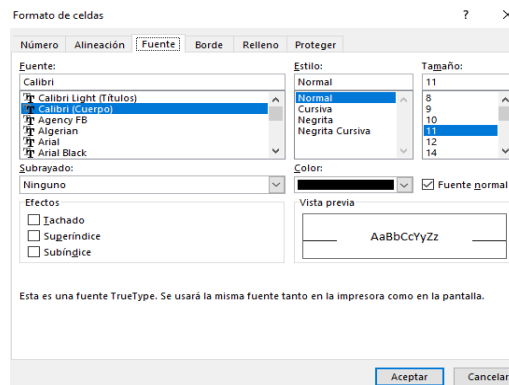 Formato de celdas ?
Número Alineación Fuente Borde Relleno Proteger
Fuente: Estilo: Tamaño:
Calibri Normal 11
Calibri Light (Títulos) Normal 8
Calibri (Cuerpo) Cursiva 9
Agency FB Negrita 10
Algerian Negrita Cursiva 11
Arial 12
Arial Black 14
Subrayado: Color:
Ninguno Fuente normal
Efectos Vista previa
Tachado
Superíndice AaBbCcYyZz
Subíndice
Esta es una fuente TrueType. Se usará la misma fuente tanto en la impresora como en la pantalla.
Aceptar Cancelar